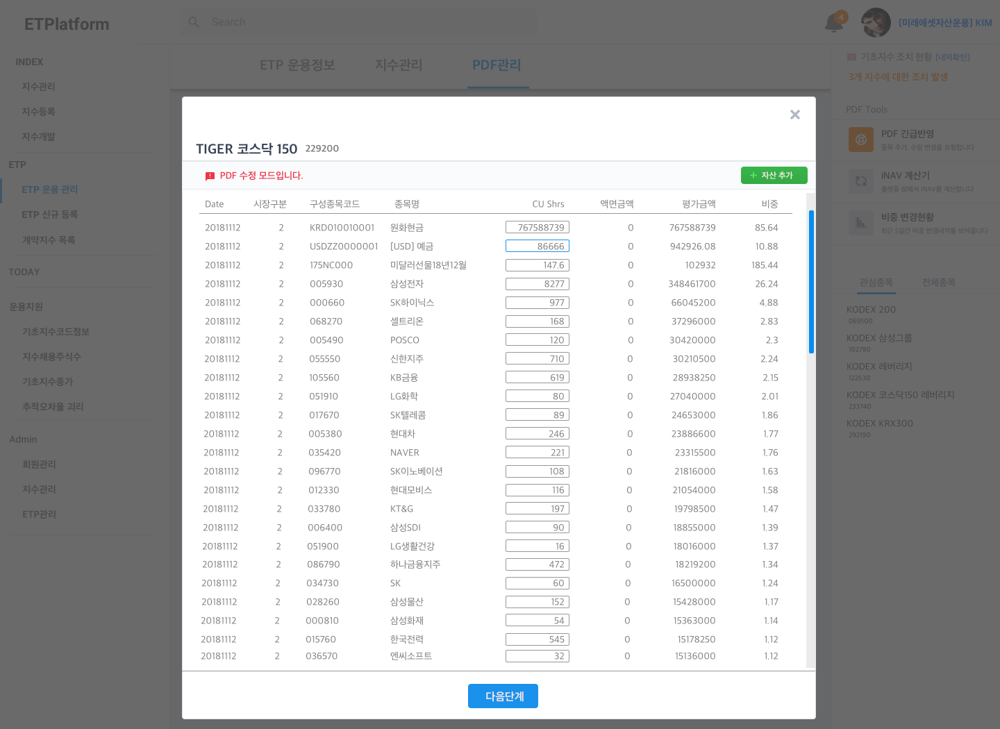 ETPlatform
Search
4
[미래에셋자산운용] KIM
INDEX
지수관리
지수등록
지수개발
ETP
ETP 운용 관리
ETP 신규 등록
계약지수 목록
TODAY
운용지원
기초지수코드정보
지수채용주식수
기초지수종가
추적오차율 괴리
Admin
회원관리
지수관리
ETP관리
ETP 운용정보 지수관리 PDF관리
TIGER 코스닥 150 229200
PDF 수정 모드입니다.
자산 추가
Date 시장구분 구성종목코드 종목명 CU Shrs 액면금액 평가금액 비중
20181112 2 KRD010010001 원화현금 767588739 0 767588739 85.64
20181112 2 USDZZ0000001 [USD] 예금 86666 0 942926.08 10.88
20181112 2 175NC000 미달러선물18년12월 147.6 0 102932 185.44
20181112 2 005930 삼성전자 8277 0 348461700 26.24
20181112 2 000660 SK하이닉스 977 0 66045200 4.88
20181112 2 068270 셀트리온 168 0 37296000 2.83
20181112 2 005490 POSCO 120 0 30420000 2.3
20181112 2 055550 신한지주 710 0 30210500 2.24
20181112 2 105560 KB금융 619 0 28938250 2.15
20181112 2 051910 LG화학 80 0 27040000 2.01
20181112 2 017670 SK텔레콤 89 0 24653000 1.86
20181112 2 005380 현대차 246 0 23886600 1.77
20181112 2 035420 NAVER 221 0 23315500 1.76
20181112 2 096770 SK이노베이션 108 0 21816000 1.63
20181112 2 012330 현대모비스 116 0 21054000 1.58
20181112 2 033780 KT&G 197 0 19798500 1.47
20181112 2 006400 삼성SDI 90 0 18855000 1.39
20181112 2 051900 LG생활건강 16 0 18016000 1.37
20181112 2 086790 하나금융지주 472 0 18219200 1.34
20181112 2 034730 SK 60 0 16500000 1.24
20181112 2 028260 삼성물산 152 0 15428000 1.17
20181112 2 000810 삼성화재 54 0 15363000 1.14
20181112 2 015760 한국전력 545 0 15178250 1.12
20181112 2 036570 엔씨소프트 32 0 15136000 1.12
다음단계
기초지수 조치 현황 [내역확인]
3개 지수에 대한 조치 발생
PDF Tools
PDF 긴급반영
종목 추가, 수량 변경을 요청합니다
iNAV 계산기
플랫폼 상에서 iNAV를 계산합니다
비중 변경현황
최근 5일간 비중 변경내역을 보여줍니다
관심종목 전체종목
KODEX 200
069500
KODEX 삼성그룹
102780
KODEX 레버리지
122630
KODEX 코스닥150 레버리지
233740
KODEX KRX300
292190